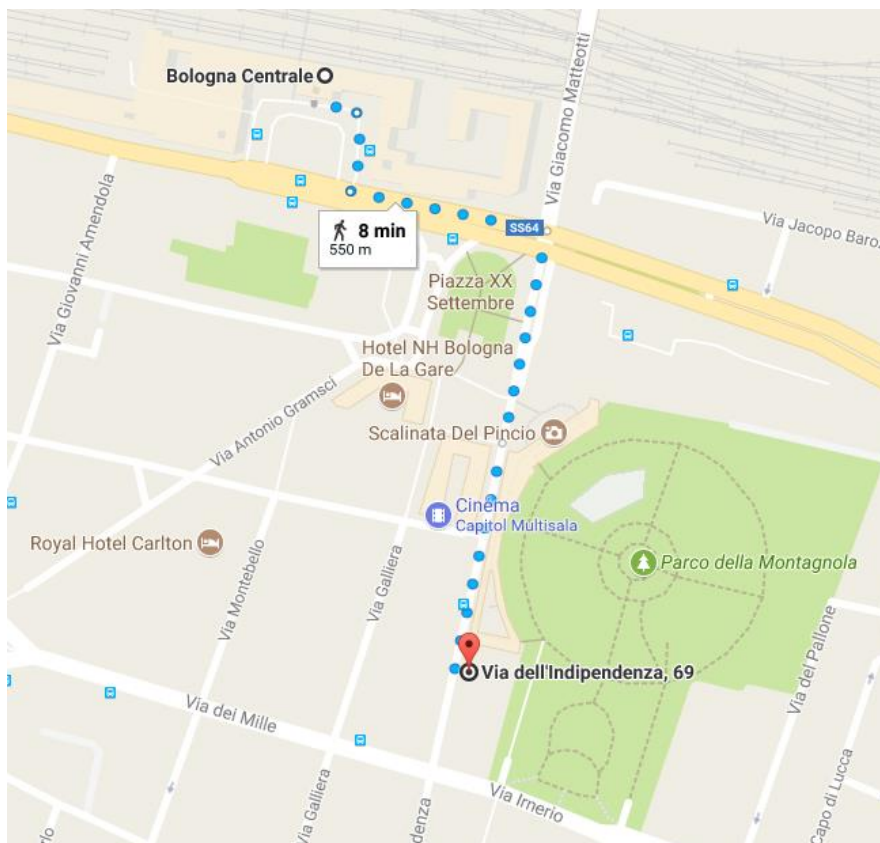 Bologna Centrale
Via Giacomo Matteotti
Via Giovanni Amendola
8 min
550 m
SS64
Via Jacopo Baroz
Piazza XX
Settembre
Hotel NH Bologna
De La Gare
Via Antonio Gramsci
Scalinata Del Pincio
Cinema
Capitol Multisala
Royal Hotel Carlton
Parco della Montagnola
Via Montebello
Via Galliera
Via del Pallone
Via dell'Indipendenza, 69
Via dei Mille
Via Galliera
Via Irnerio
Capo di Lucca
denza